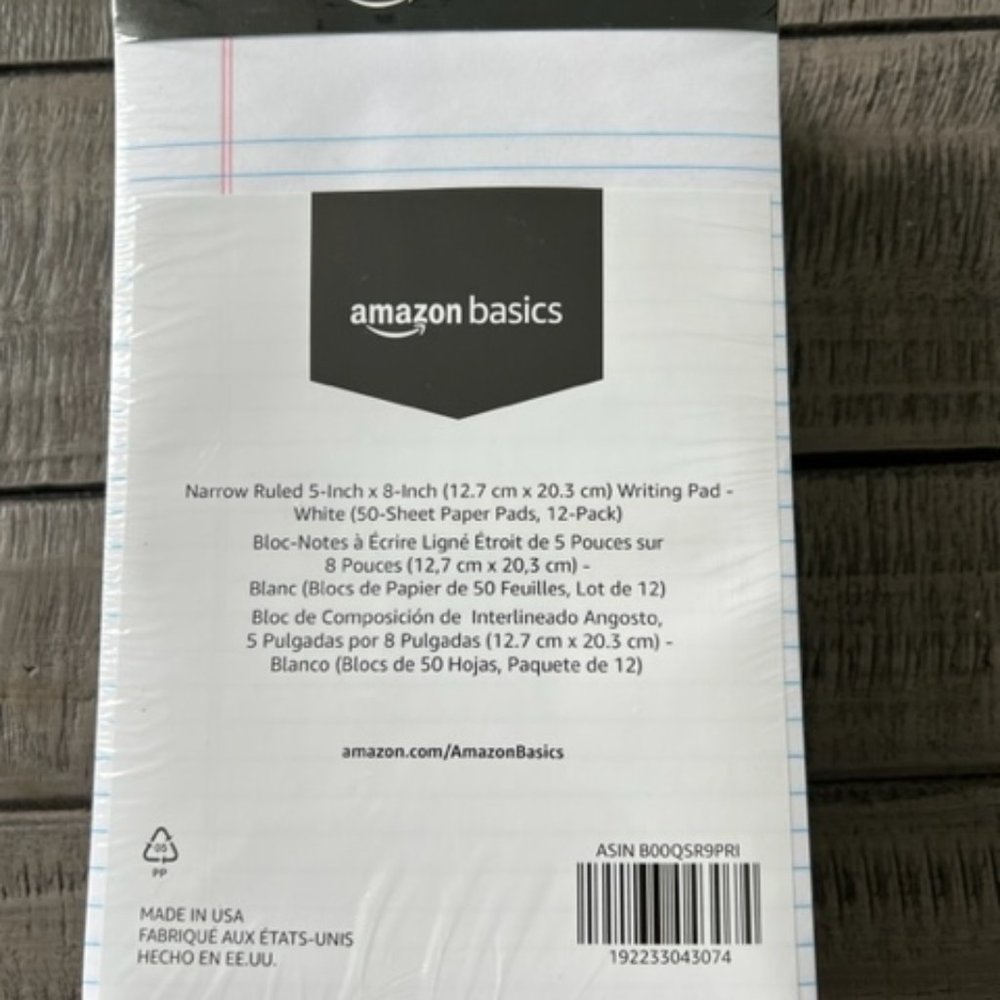 amazon basics
Narrow Ruled 5-Inch x 8-Inch (12.7 cm x 20.3 cm) Writing Pad -
White (50-Sheet Paper Pads, 12-Pack)
Bloc-Notes à Écrire Ligné Étroit de 5 Pouces sur
8 Pouces (12,7 cm x 20,3 cm) -
Blanc (Blocs de Papier de 50 Feuilles, Lot de 12)
Bloc de Composición de Interlineado Angosto,
5 Pulgadas por 8 Pulgadas (12.7 cm x 20.3 cm) -
Blanco (Blocs de 50 Hojas, Paquete de 12)
amazon.com/AmazonBasics
05
PP
MADE IN USA
FABRIQUÉ AUX ÉTATS-UNIS
HECHO EN EE.UU.
ASIN B00QSR9PRI
192233043074